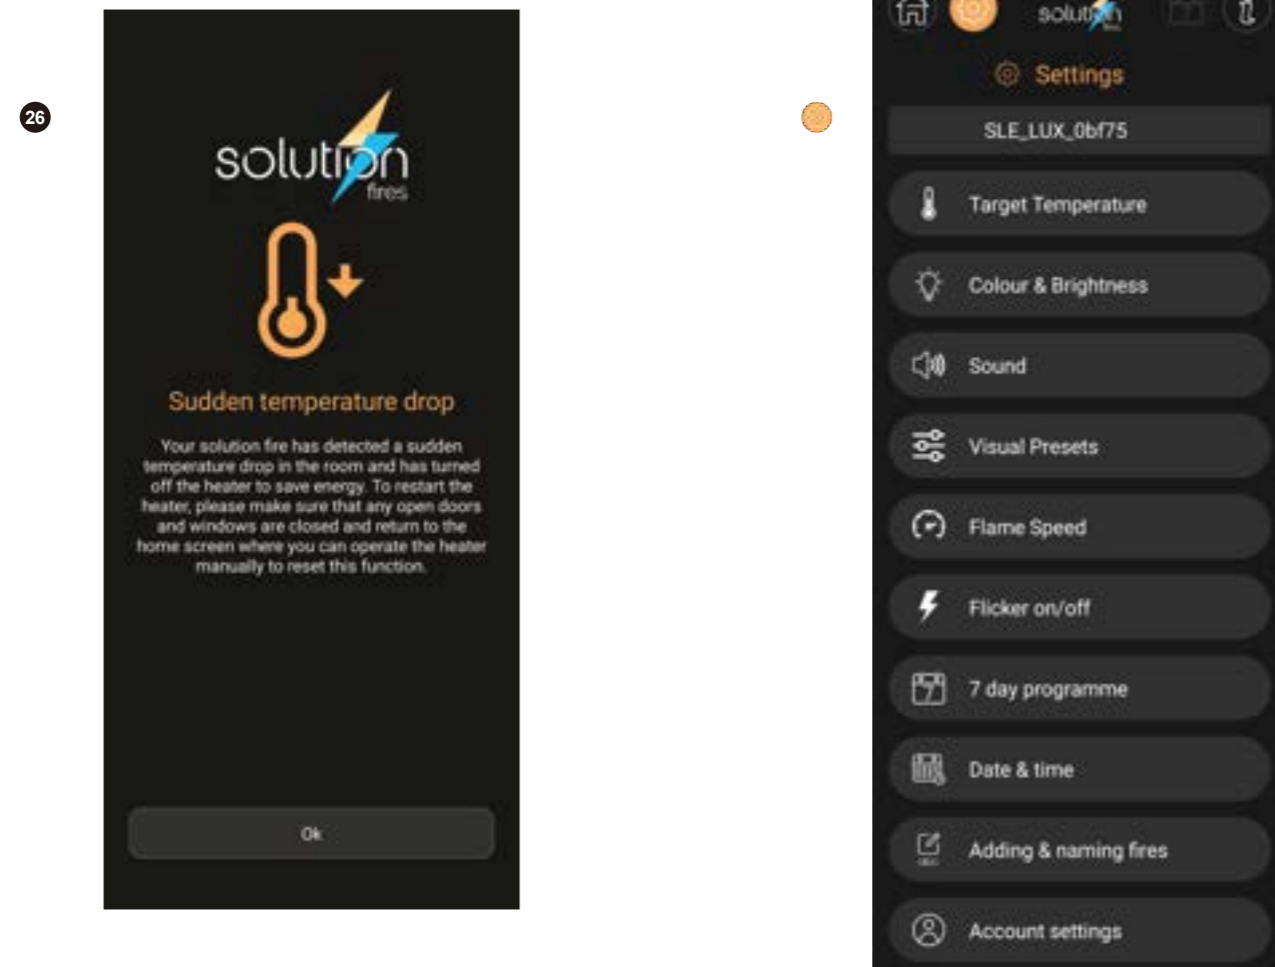 26
solution
fires
Sudden temperature drop
Your solution fire has detected a sudden
temperature drop in the room and has turned
off the heater to save energy. To restart the
heater, please make sure that any open doors
and windows are closed and return to the
home screen where you can operate the heater
manually to reset this function.
Ok
solution
Settings
SLE_LUX_0bf75
Target Temperature
Colour & Brightness
Sound
Visual Presets
Flame Speed
Flicker on/off
7
7 day programme
Date & time
Adding & naming fires
Account settings